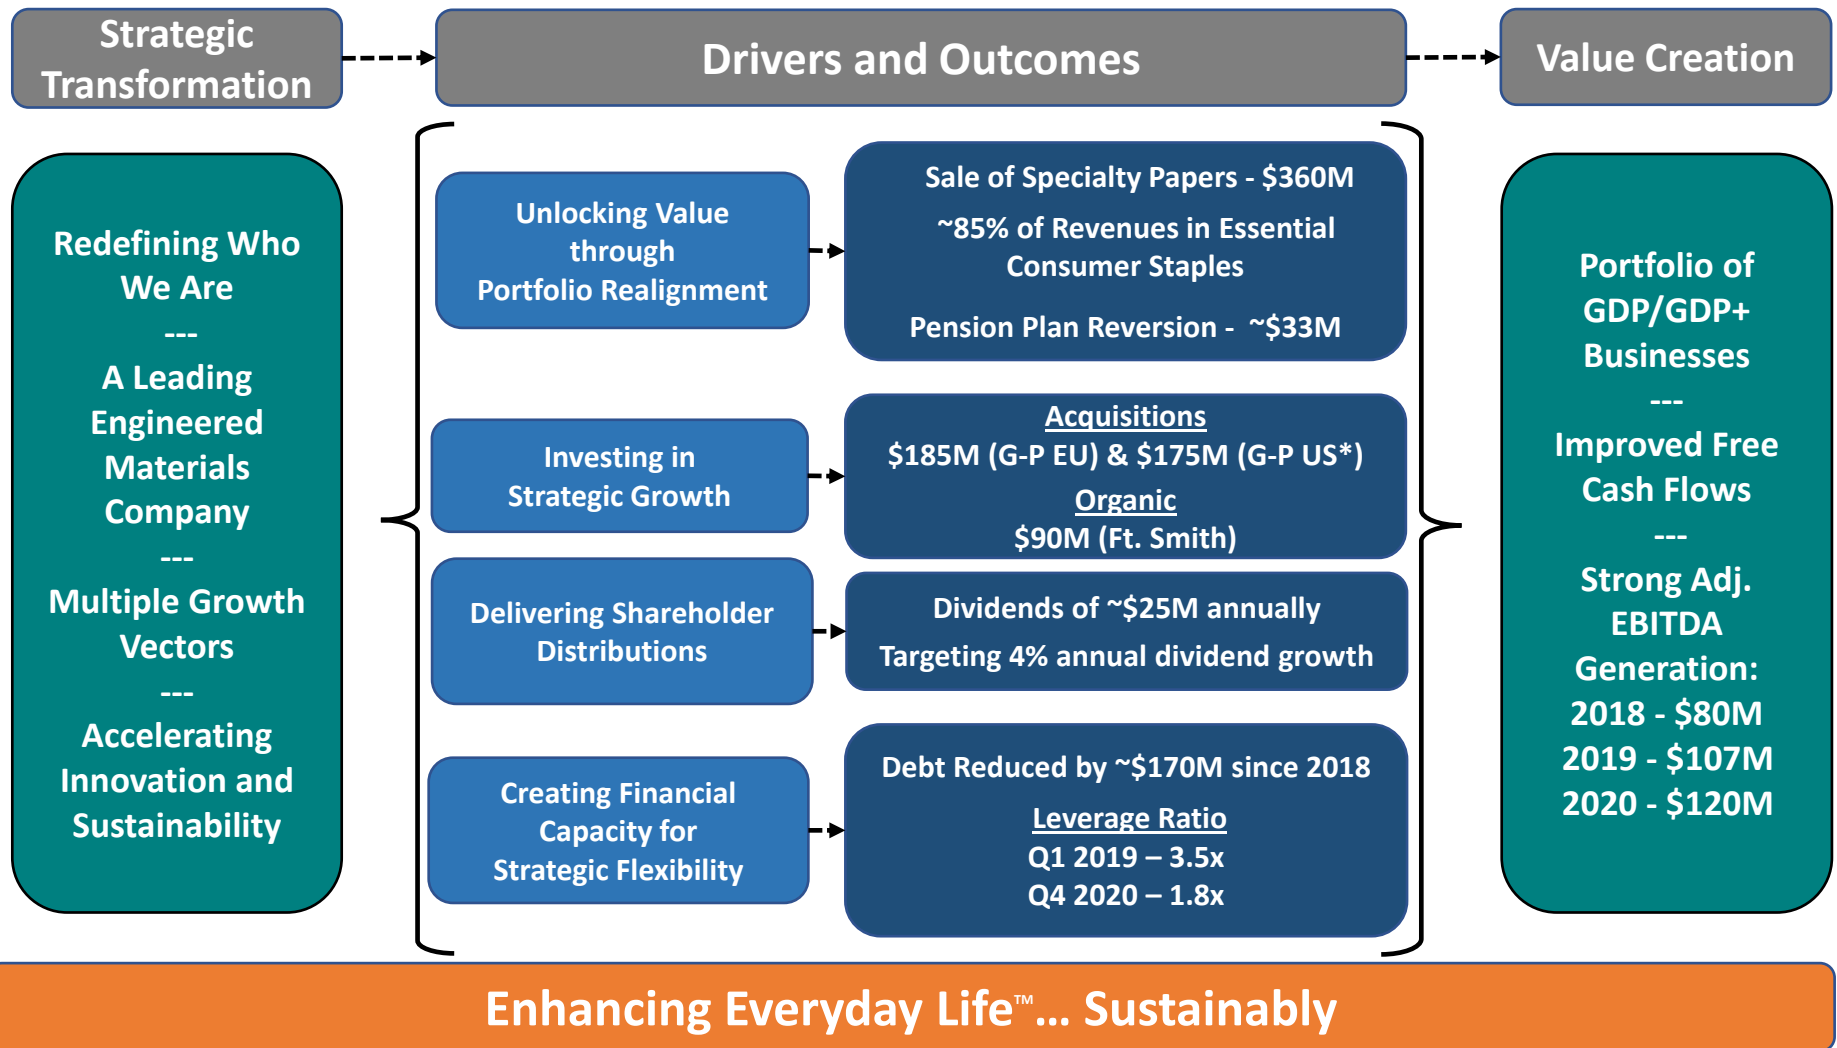 Strategic
Transformation
Drivers and Outcomes
Value Creation
Redefining Who
We Are
---
A Leading
Engineered
Materials
Company
---
Multiple Growth
Vectors
---
Accelerating
Innovation and
Sustainability
Unlocking Value
through
Portfolio Realignment
Sale of Specialty Papers - $360M
~85% of Revenues in Essential
Consumer Staples
Pension Plan Reversion - ~$33M
Investing in
Strategic Growth
Acquisitions
$185M (G-P EU) & $175M (G-P US*)
Organic
$90M (Ft. Smith)
Delivering Shareholder
Distributions
Dividends of ~$25M annually
Targeting 4% annual dividend growth
Creating Financial
Capacity for
Strategic Flexibility
Debt Reduced by ~$170M since 2018
Leverage Ratio
Q1 2019 – 3.5x
Q4 2020 – 1.8x
Portfolio of
GDP/GDP+
Businesses
---
Improved Free
Cash Flows
---
Strong Adj.
EBITDA
Generation:
2018 - $80M
2019 - $107M
2020 - $120M
Enhancing Everyday Life™... Sustainably